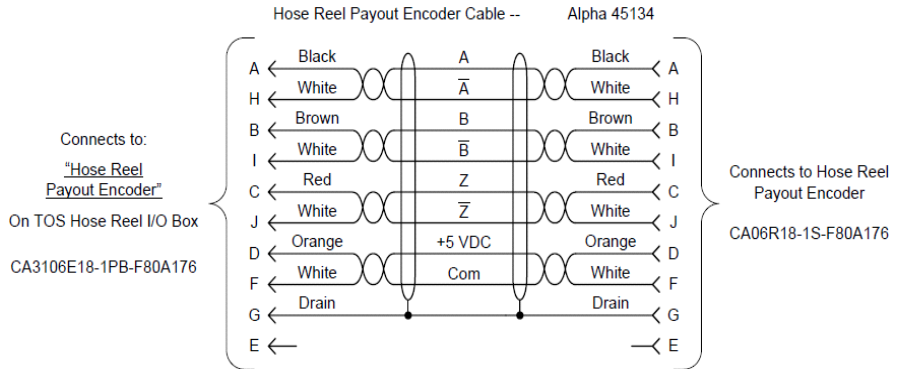 Hose Reel Payout Encoder Cable -- Alpha 45134
Connects to:
"Hose Reel
Payout Encoder"
On TOS Hose Reel I/O Box
CA3106E18-1PB-F80A176
A Black A Black A
H White A̅ White H
B Brown B Brown B
I White B̅ White I
C Red Z Red C
J White Z̅ White J
D Orange +5 VDC Orange D
F White Com White F
G Drain Drain G
E E
Connects to Hose Reel
Payout Encoder
CA06R18-1S-F80A176